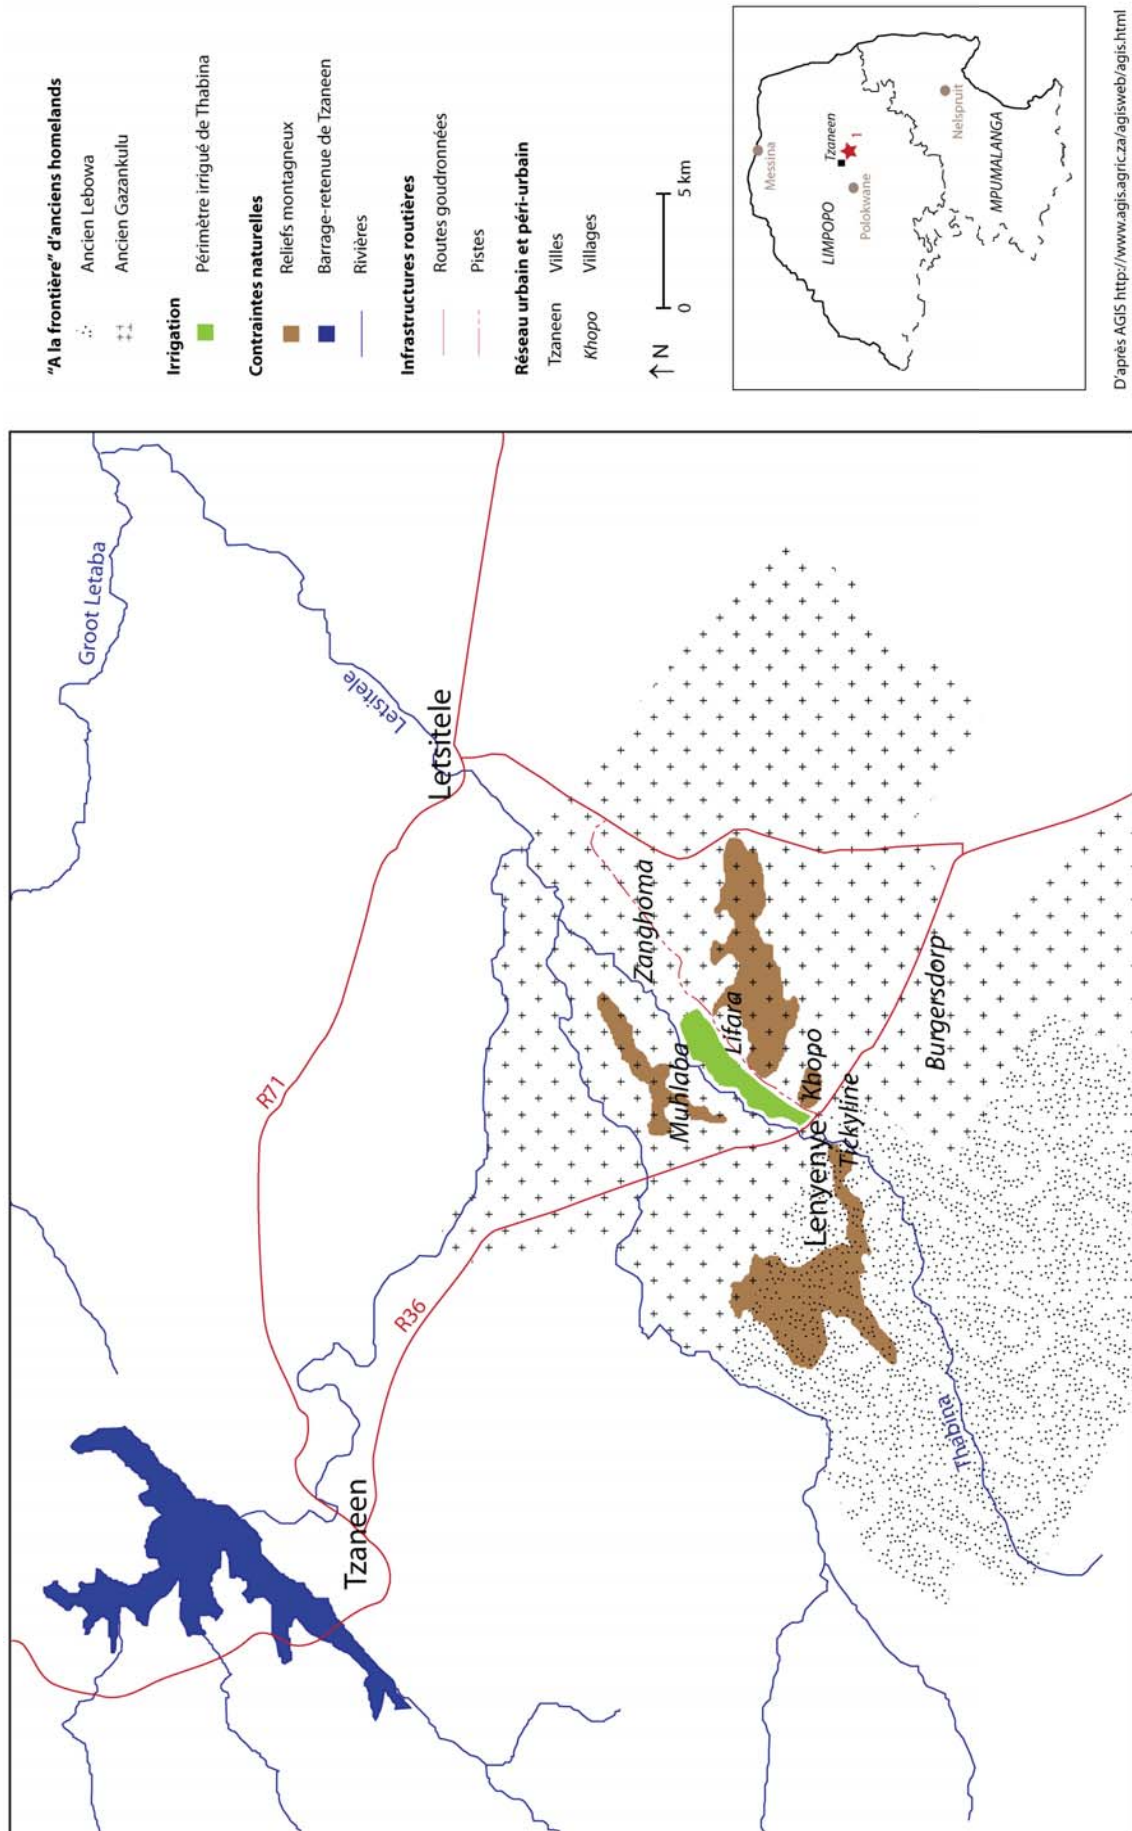 Groot Letaba
Letsitele
Letsitele
R71
R36
Tzaneen
Zanghoma
Muhlaba
Lifara
Khopo
Lenyenye
Tickyline
Burgersdorp
Thabina
"A la frontière" d'anciens homelands
Ancien Lebowa
Ancien Gazankulu
Irrigation
Périmètre irrigué de Thabina
Contraintes naturelles
Reliefs montagneux
Barrage-retenue de Tzaneen
Rivières
Infrastructures routières
Routes goudronnées
Pistes
Réseau urbain et péri-urbain
Tzaneen Villes
Khopo Villages
N
0 5 km
Messina
LIMPOPO
Tzaneen
1
Polokwane
Nelspruit
MPUMALANGA
D'après AGIS http://www.agis.agric.za/agisweb/agis.html